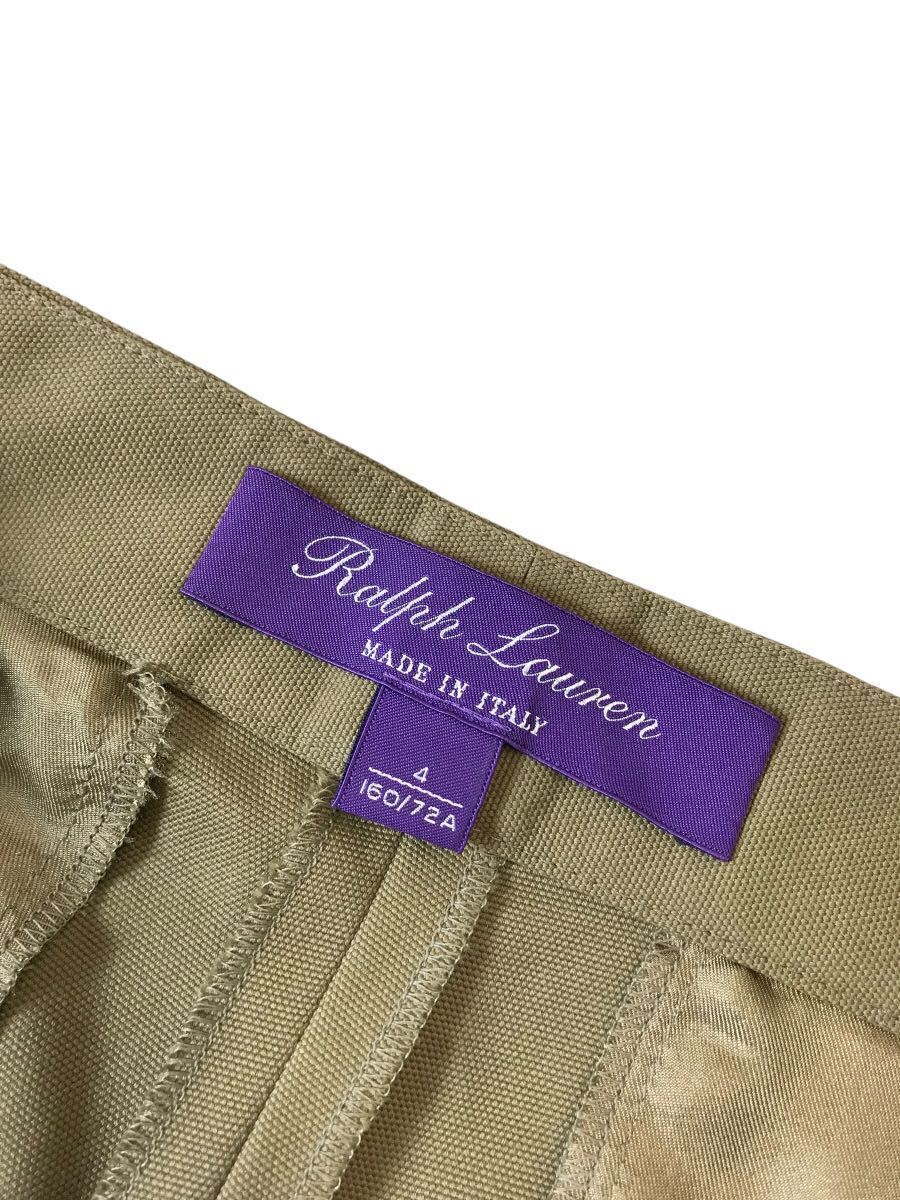 Ralph Lauren
MADE IN ITALY
4
160/72A